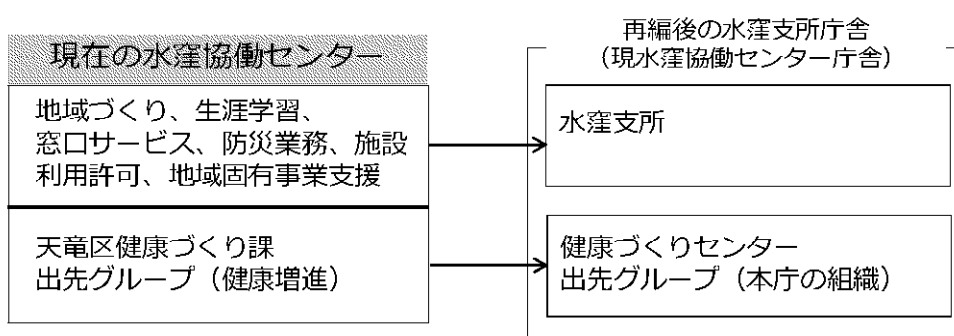 現在の水窪協働センター
地域づくり、生涯学習、
窓口サービス、防災業務、施設
利用許可、地域固有事業支援
天竜区健康づくり課
出先グループ（健康増進）
再編後の水窪支所庁舎
（現水窪協働センター庁舎）
水窪支所
健康づくりセンター
出先グループ（本庁の組織）